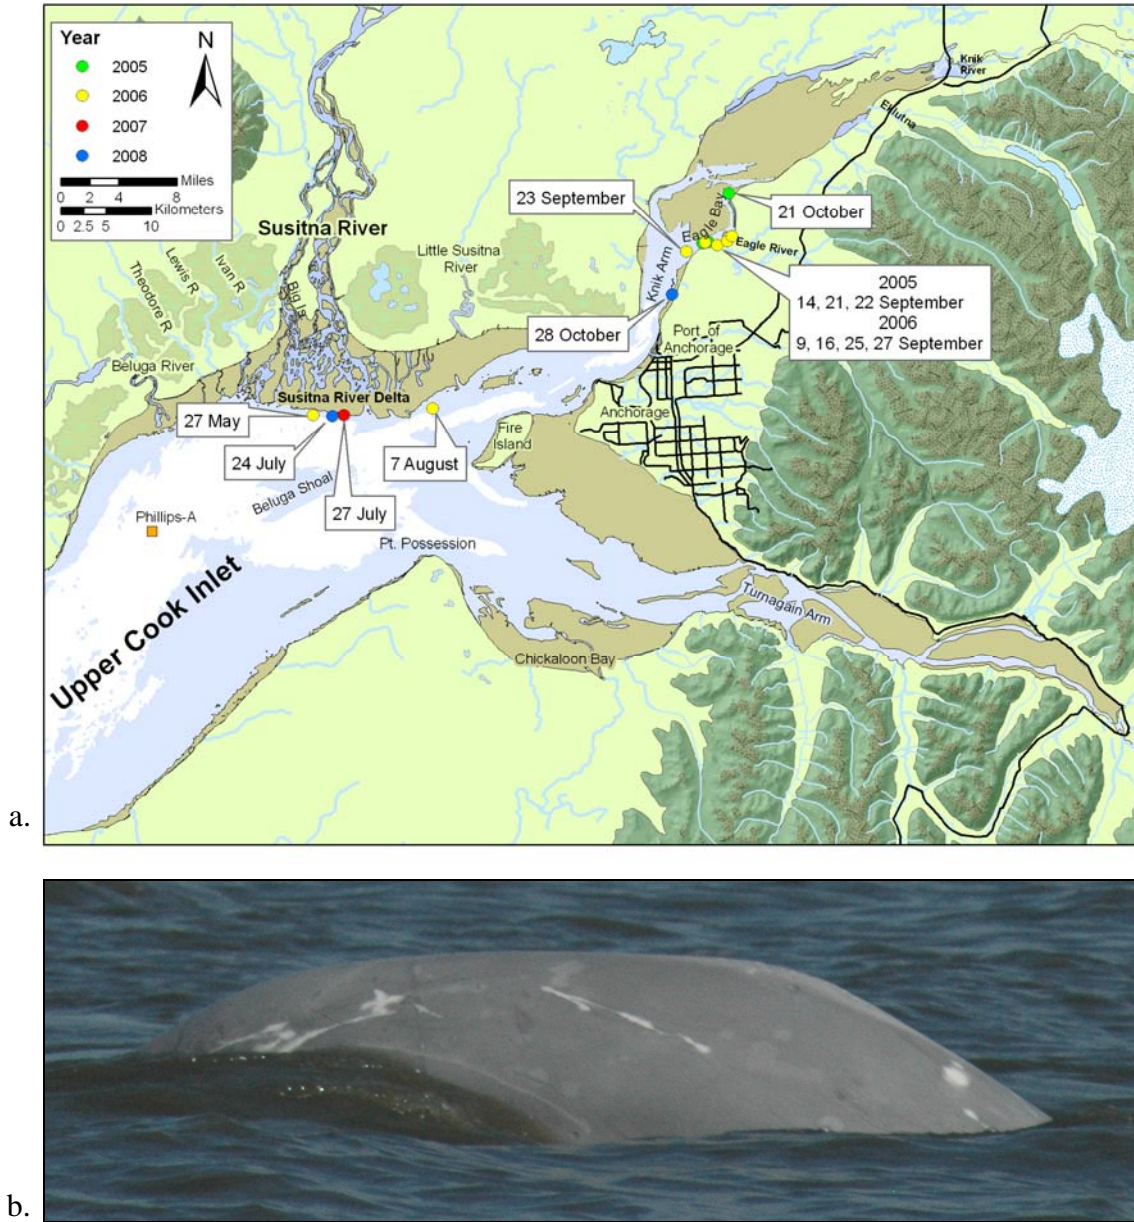 Year
N
2005
2006
2007
2008
Miles
0 2 4 8
Kilometers
0 2.5 5 10
Knik
River
Eklutna
23 September
21 October
Eagle Bay
Eagle River
Susitna River
Little Susitna
River
Knik Arm
2005
14, 21, 22 September
2006
9, 16, 25, 27 September
Ivan R
Lewis R
Theodore R
Big Is.
28 October
Port of
Anchorage
Beluga River
Susitna River Delta
27 May
Anchorage
Fire
Island
24 July
7 August
Beluga Shoal
27 July
Phillips-A
Pt. Possession
Upper Cook Inlet
Turnagain Arm
Chickaloon Bay
a.
b.